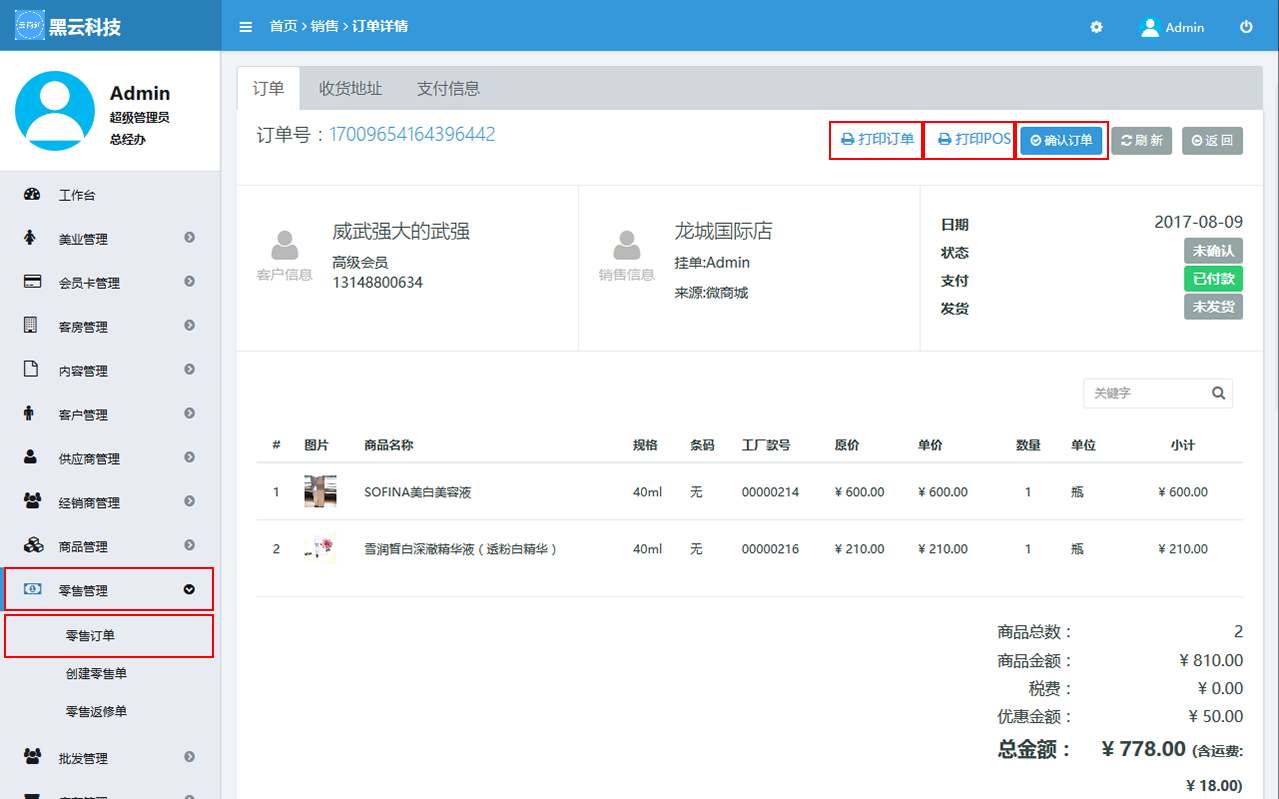 黑云科技
首页 > 销售 > 订单详情
Admin
Admin
超级管理员
总经办
工作台
美业管理
会员卡管理
客房管理
内容管理
客户管理
供应商管理
经销商管理
商品管理
零售管理
零售订单
创建零售单
零售返修单
批发管理
订单 收货地址 支付信息
订单号：17009654164396442
打印订单 打印POS 确认订单 刷 新 返 回
客户信息
威武强大的武强
高级会员
13148800634
销售信息
龙城国际店
挂单:Admin
来源:微商城
日期 2017-08-09
状态 未确认
支付 已付款
发货 未发货
关键字
# 图片 商品名称 规格 条码 工厂款号 原价 单价 数量 单位 小计
1 SOFINA美白美容液 40ml 无 00000214 ¥ 600.00 ¥ 600.00 1 瓶 ¥ 600.00
2 雪润皙白深澈精华液（透粉白精华） 40ml 无 00000216 ¥ 210.00 ¥ 210.00 1 瓶 ¥ 210.00
商品总数： 2
商品金额： ¥ 810.00
税费： ¥ 0.00
优惠金额： ¥ 50.00
总金额： ¥ 778.00 (含运费:
¥ 18.00)